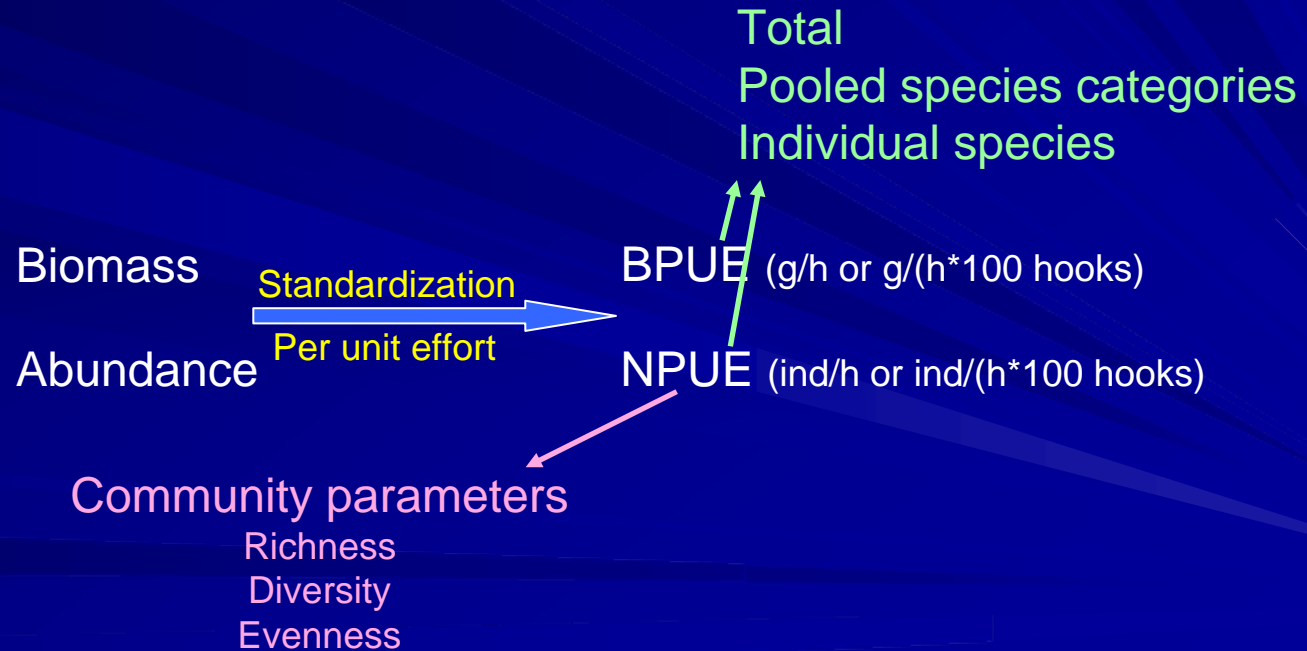 Total
Pooled species categories
Individual species
Biomass
Standardization
BPUE (g/h or g/(h*100 hooks)
Abundance
Per unit effort
NPUE (ind/h or ind/(h*100 hooks)
Community parameters
Richness
Diversity
Evenness